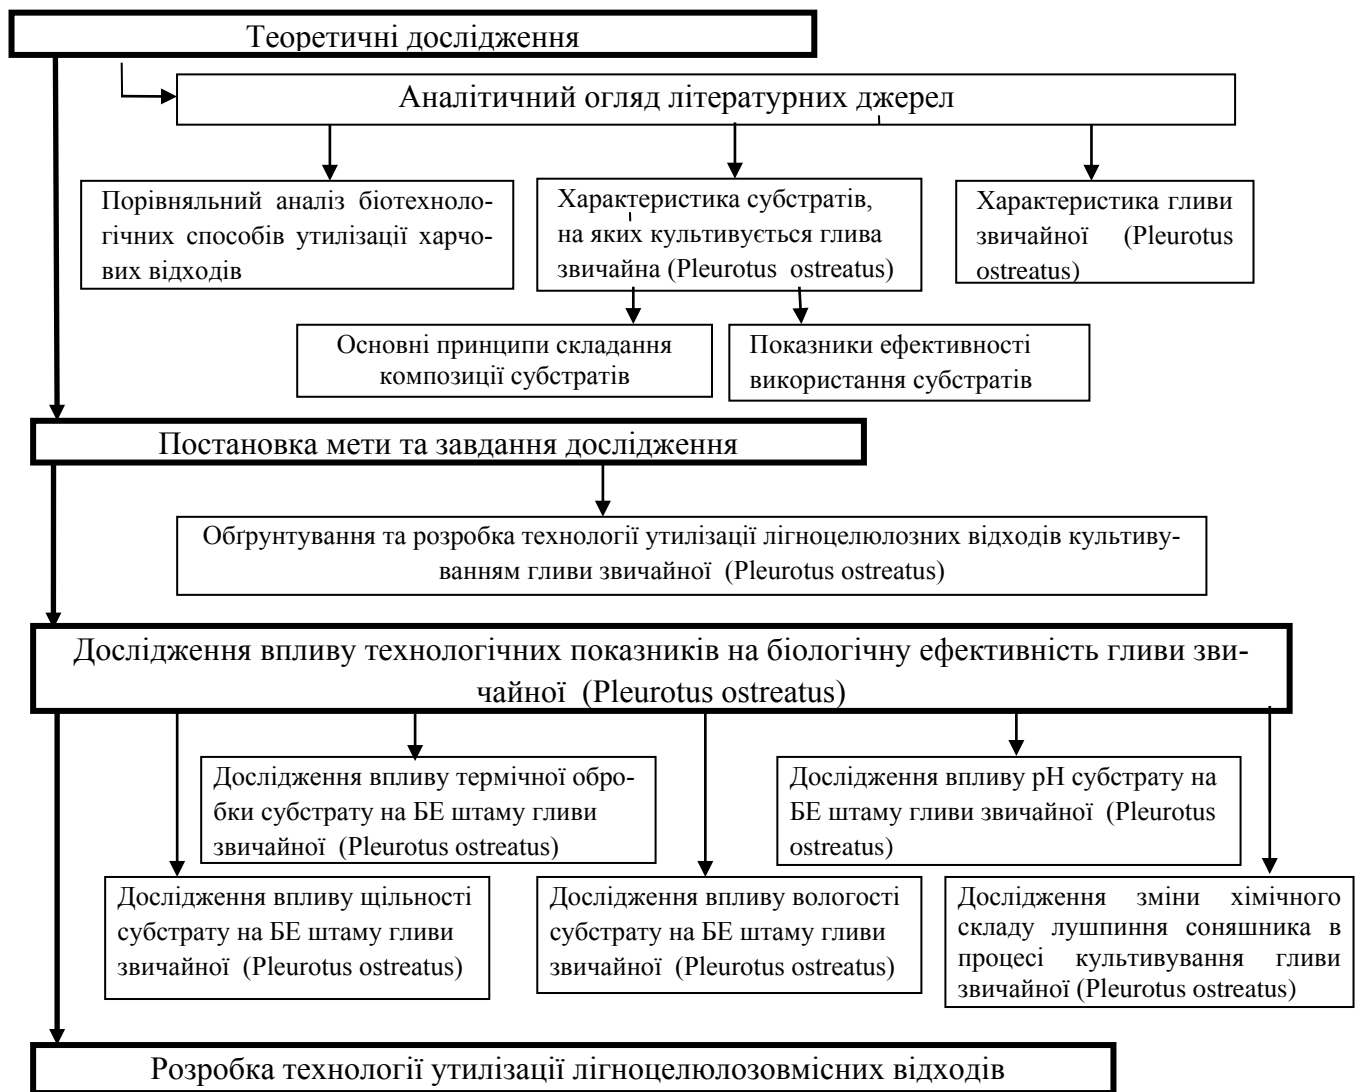 Теоретичні дослідження
Аналітичний огляд літературних джерел
Порівняльний аналіз біотехноло-
гічних способів утилізації харчо-
вих відходів
Характеристика субстратів,
на яких культивується глива
звичайна (Pleurotus ostreatus)
Характеристика гливи
звичайної (Pleurotus
ostreatus)
Основні принципи складання
композиції субстратів
Показники ефективності
використання субстратів
Постановка мети та завдання дослідження
Обґрунтування та розробка технології утилізації лігноцелюлозних відходів культиву-
ванням гливи звичайної (Pleurotus ostreatus)
Дослідження впливу технологічних показників на біологічну ефективність гливи зви-
чайної (Pleurotus ostreatus)
Дослідження впливу термічної обро-
бки субстрату на БЕ штаму гливи
звичайної (Pleurotus ostreatus)
Дослідження впливу рН субстрату на
БЕ штаму гливи звичайної (Pleurotus
ostreatus)
Дослідження впливу щільності
субстрату на БЕ штаму гливи
звичайної (Pleurotus ostreatus)
Дослідження впливу вологості
субстрату на БЕ штаму гливи
звичайної (Pleurotus ostreatus)
Дослідження зміни хімічного
складу лушпиння соняшника в
процесі культивування гливи
звичайної (Pleurotus ostreatus)
Розробка технології утилізації лігноцелюлозовмісних відходів